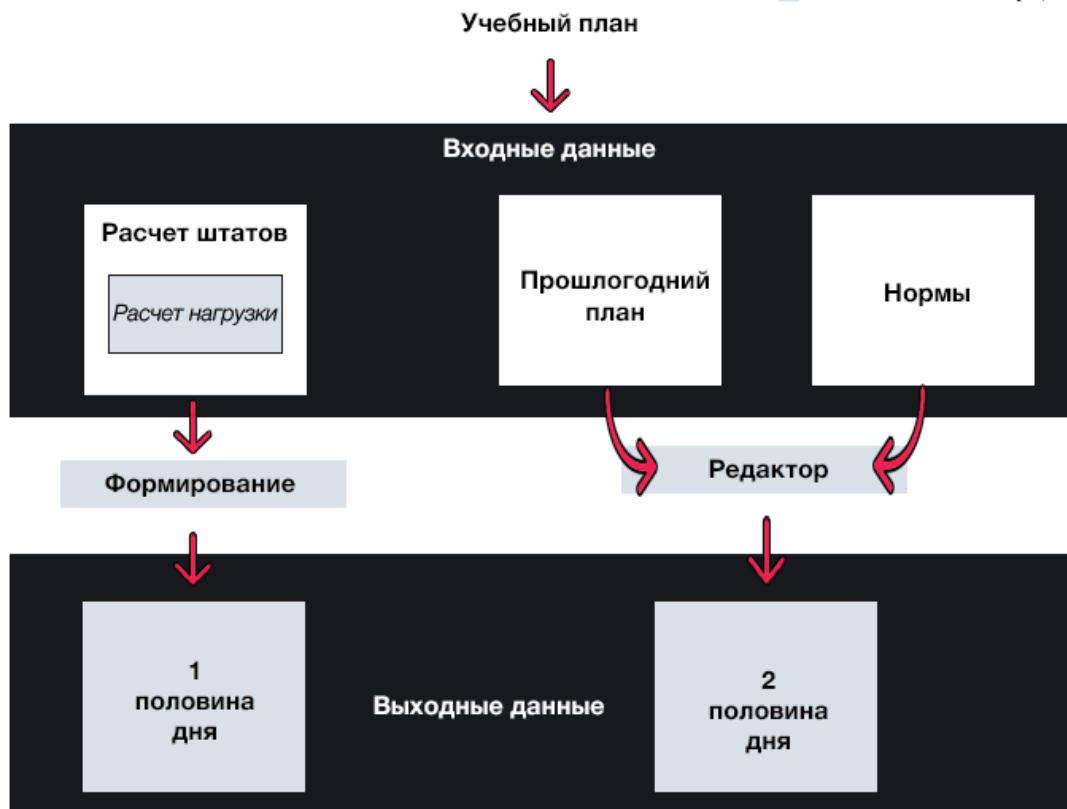 Учебный план
Входные данные
Расчет штатов
Расчет нагрузки
Прошлогодний
план
Нормы
Формирование
Редактор
1
половина
дня
Выходные данные
2
половина
дня